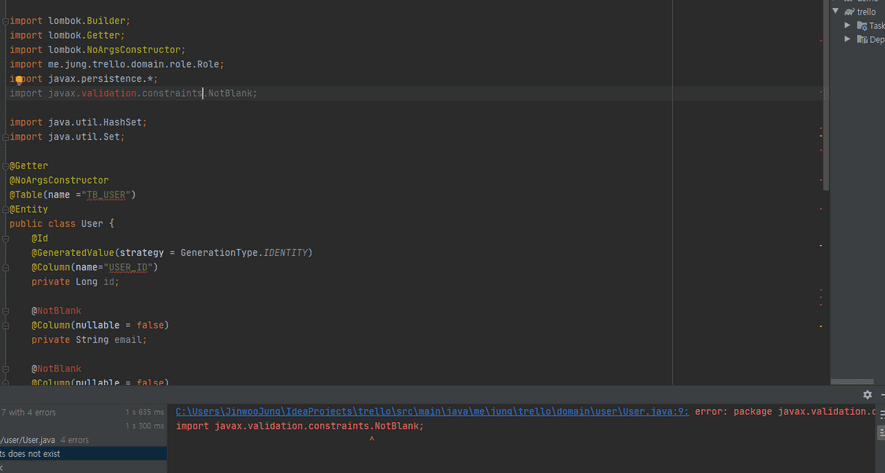 import lombok.Builder;
import lombok.Getter;
import lombok.NoArgsConstructor;
import me.jung.trello.domain.role.Role;
import javax.persistence.*;
import javax.validation.constraints.NotBlank;
import java.util.HashSet;
import java.util.Set;
@Getter
@NoArgsConstructor
@Table(name ="TB_USER")
@Entity
public class User {
@Id
@GeneratedValue(strategy = GenerationType.IDENTITY)
@Column(name="USER_ID")
private Long id;
@NotBlank
@Column(nullable = false)
private String email;
@NotBlank
@Column(nullable = false)
trello
Task
Dep
7 with 4 errors 1 s 635 ms
1 s 300 ms
/user/User.java 4 errors
ts does not exist
C:\Users\JinwooJung\IdeaProjects\trello\src\main\java\me\jung\trello\domain\user\User.java:9: error: package javax.validation.c
import javax.validation.constraints.NotBlank;
^